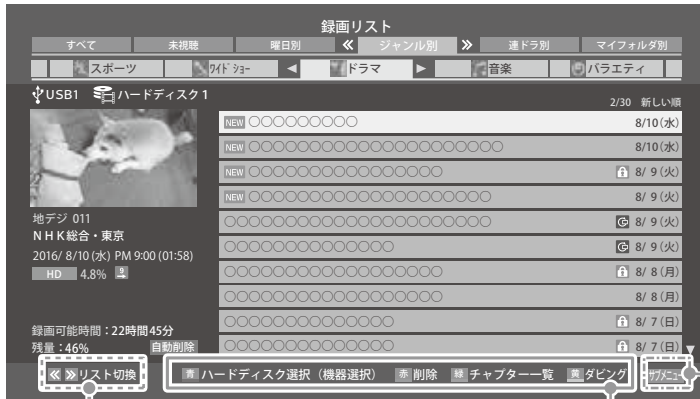 録画リスト
すべて 未視聴 曜日別 ≪ ジャンル別 ≫ 連ドラ別 マイフォルダ別
スポーツ ワイドショー ◀ ドラマ ▶ 音楽 バラエティ
USB1 ハードディスク1
2/30 新しい順
NEW ○○○○○○○○○ 8/10(水)
NEW ○○○○○○○○○○○○○○○○○○○○○ 8/10(水)
NEW ○○○○○○○○○○○○○○○○ 8/ 9(火)
NEW ○○○○○○○○○○○○○○○○○○○○ 8/ 9(火)
○○○○○○○○○○○○○○○○○○○○○○ 8/ 9(火)
○○○○○○○○○○○○○○ 8/ 9(火)
○○○○○○○○○○○○○○○○○○ 8/ 8(月)
○○○○○○○○○○○○○○○○○○ 8/ 8(月)
○○○○○○○○○○○○○○ 8/ 7(日)
○○○○○○○○○○○○○○ 8/ 7(日)
地デジ 011
NHK総合・東京
2016/ 8/10(水) PM 9:00 (01:58)
HD 4.8% 9
録画可能時間：22時間45分
残量：46% 自動削除
≪ ≫リスト切換 青 ハードディスク選択（機器選択） 赤 削除 緑 チャプター一覧 黄 ダビング サブメニュー